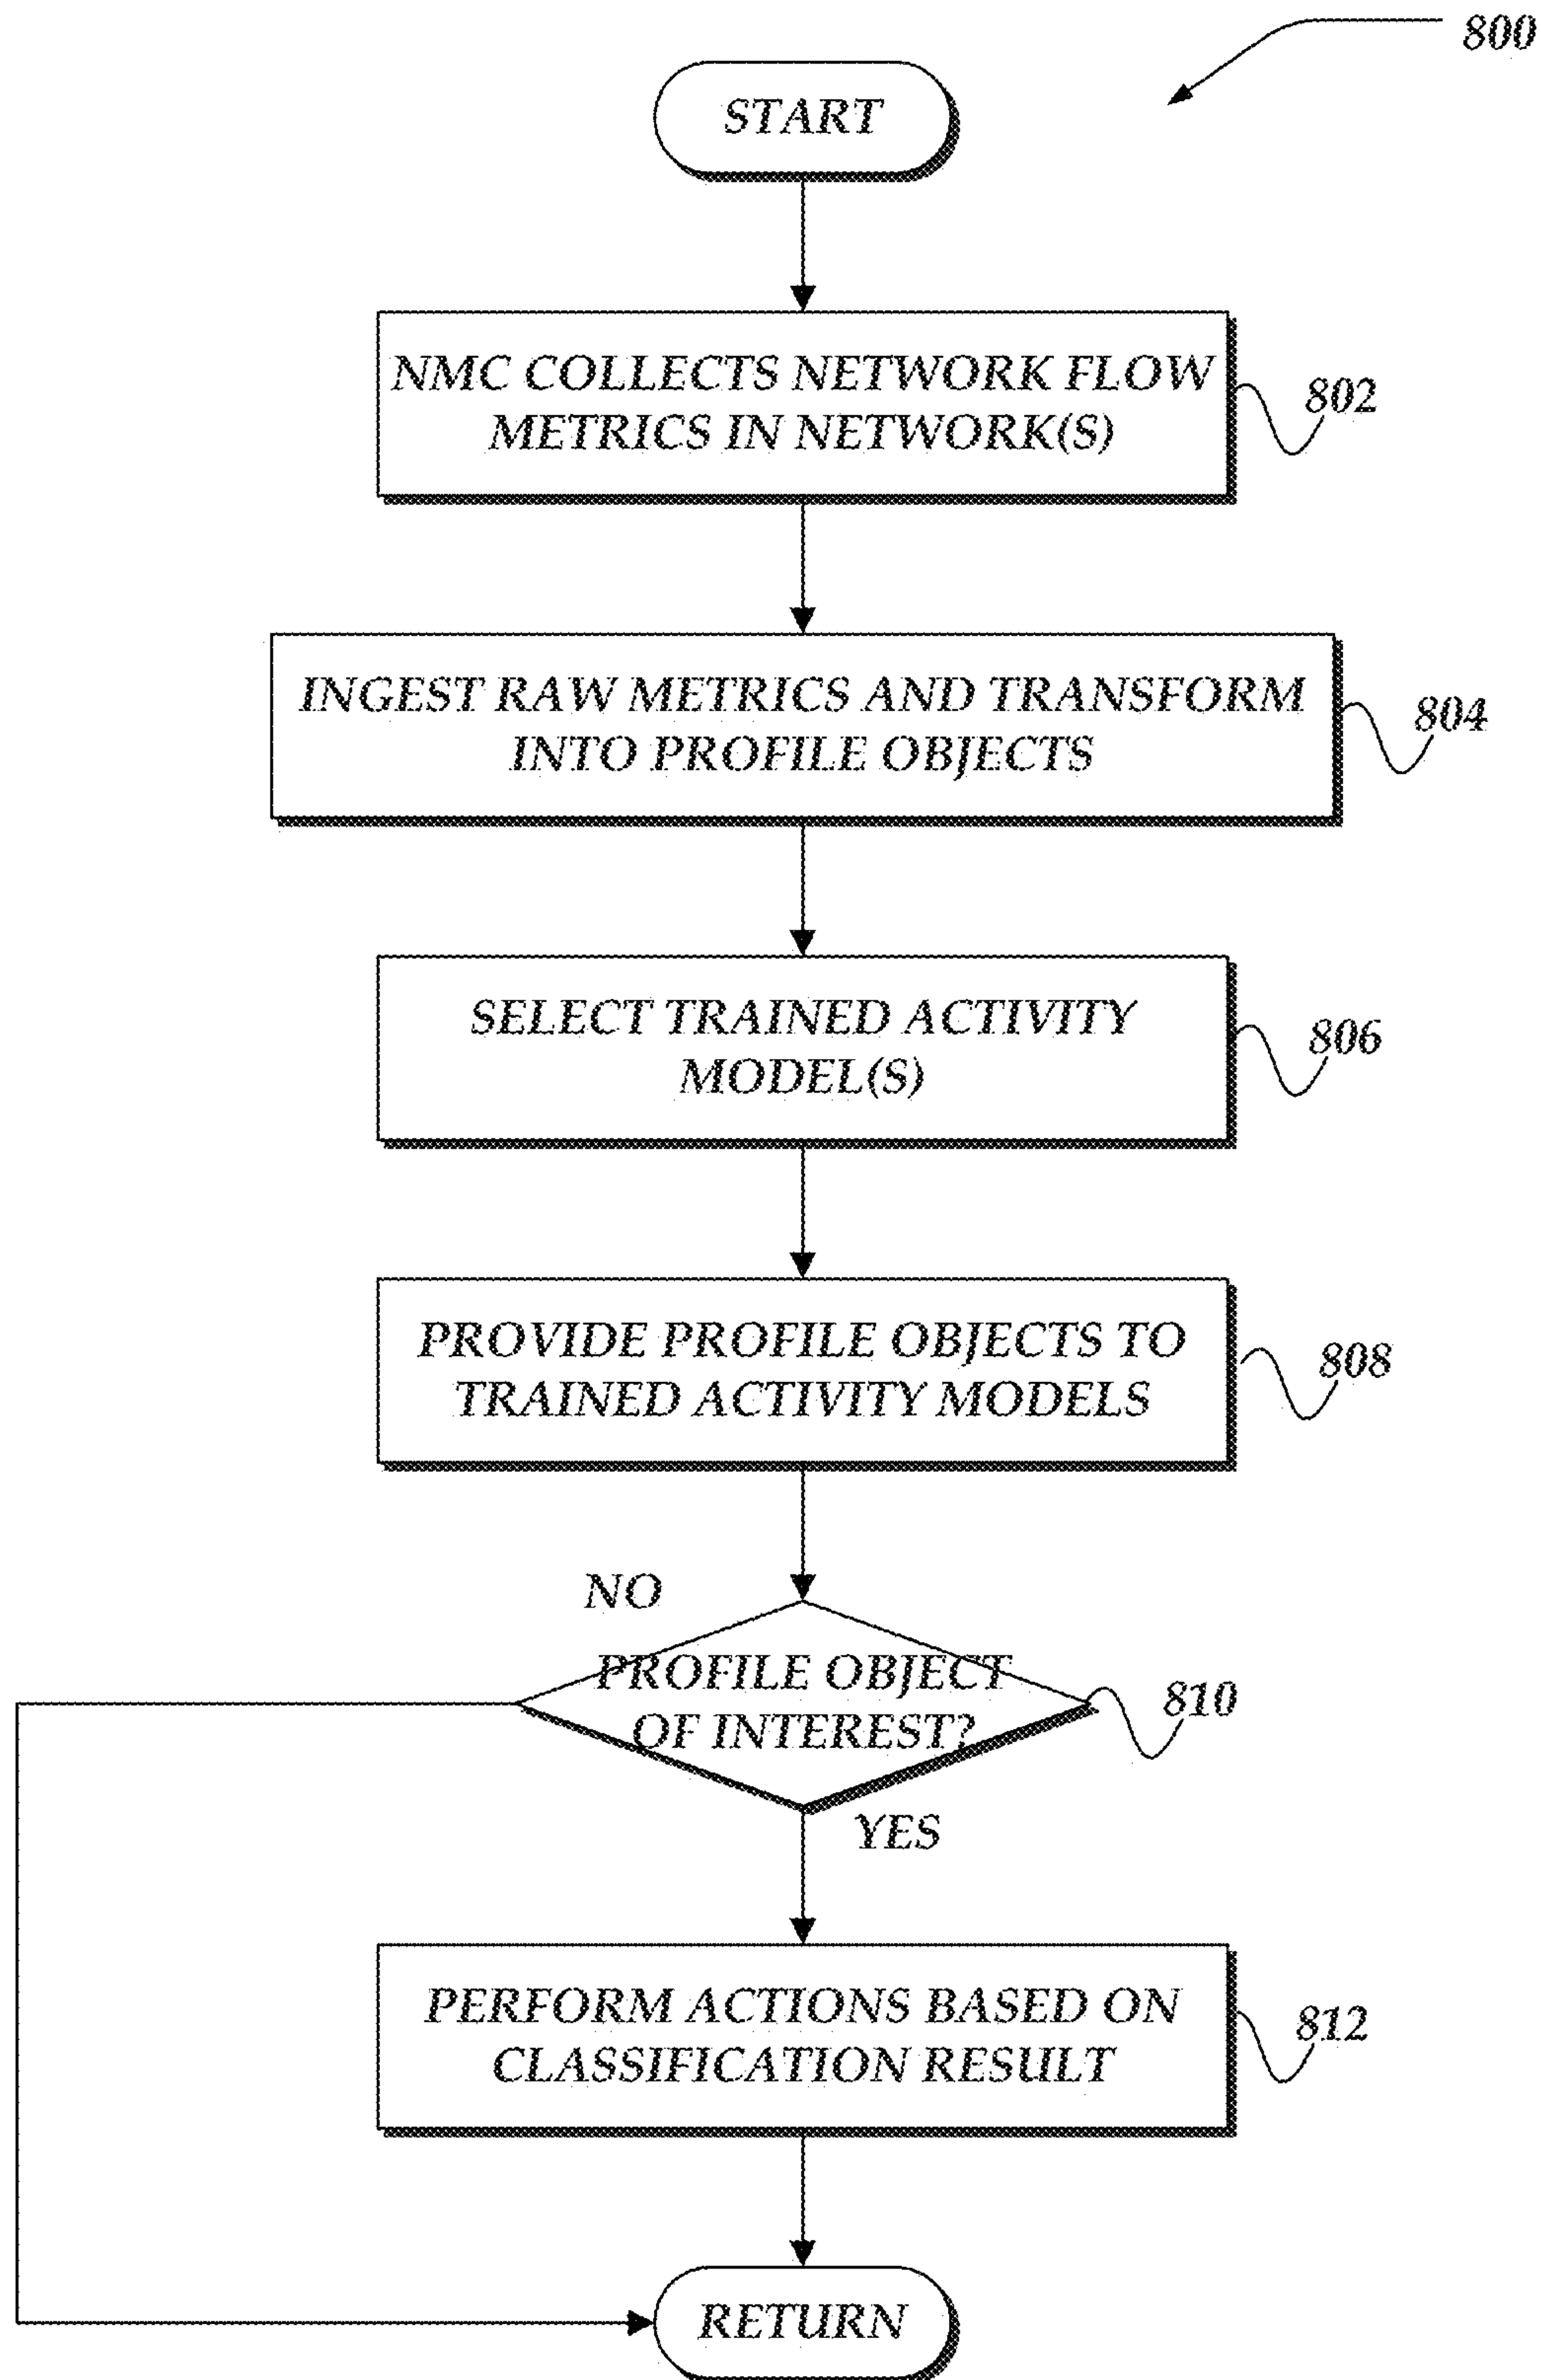 800
START
NMC COLLECTS NETWORK FLOW
METRICS IN NETWORK(S)
802
INGEST RAW METRICS AND TRANSFORM
INTO PROFILE OBJECTS
804
SELECT TRAINED ACTIVITY
MODEL(S)
806
PROVIDE PROFILE OBJECTS TO
TRAINED ACTIVITY MODELS
808
NO
PROFILE OBJECT
OF INTEREST?
810
YES
PERFORM ACTIONS BASED ON
CLASSIFICATION RESULT
812
RETURN